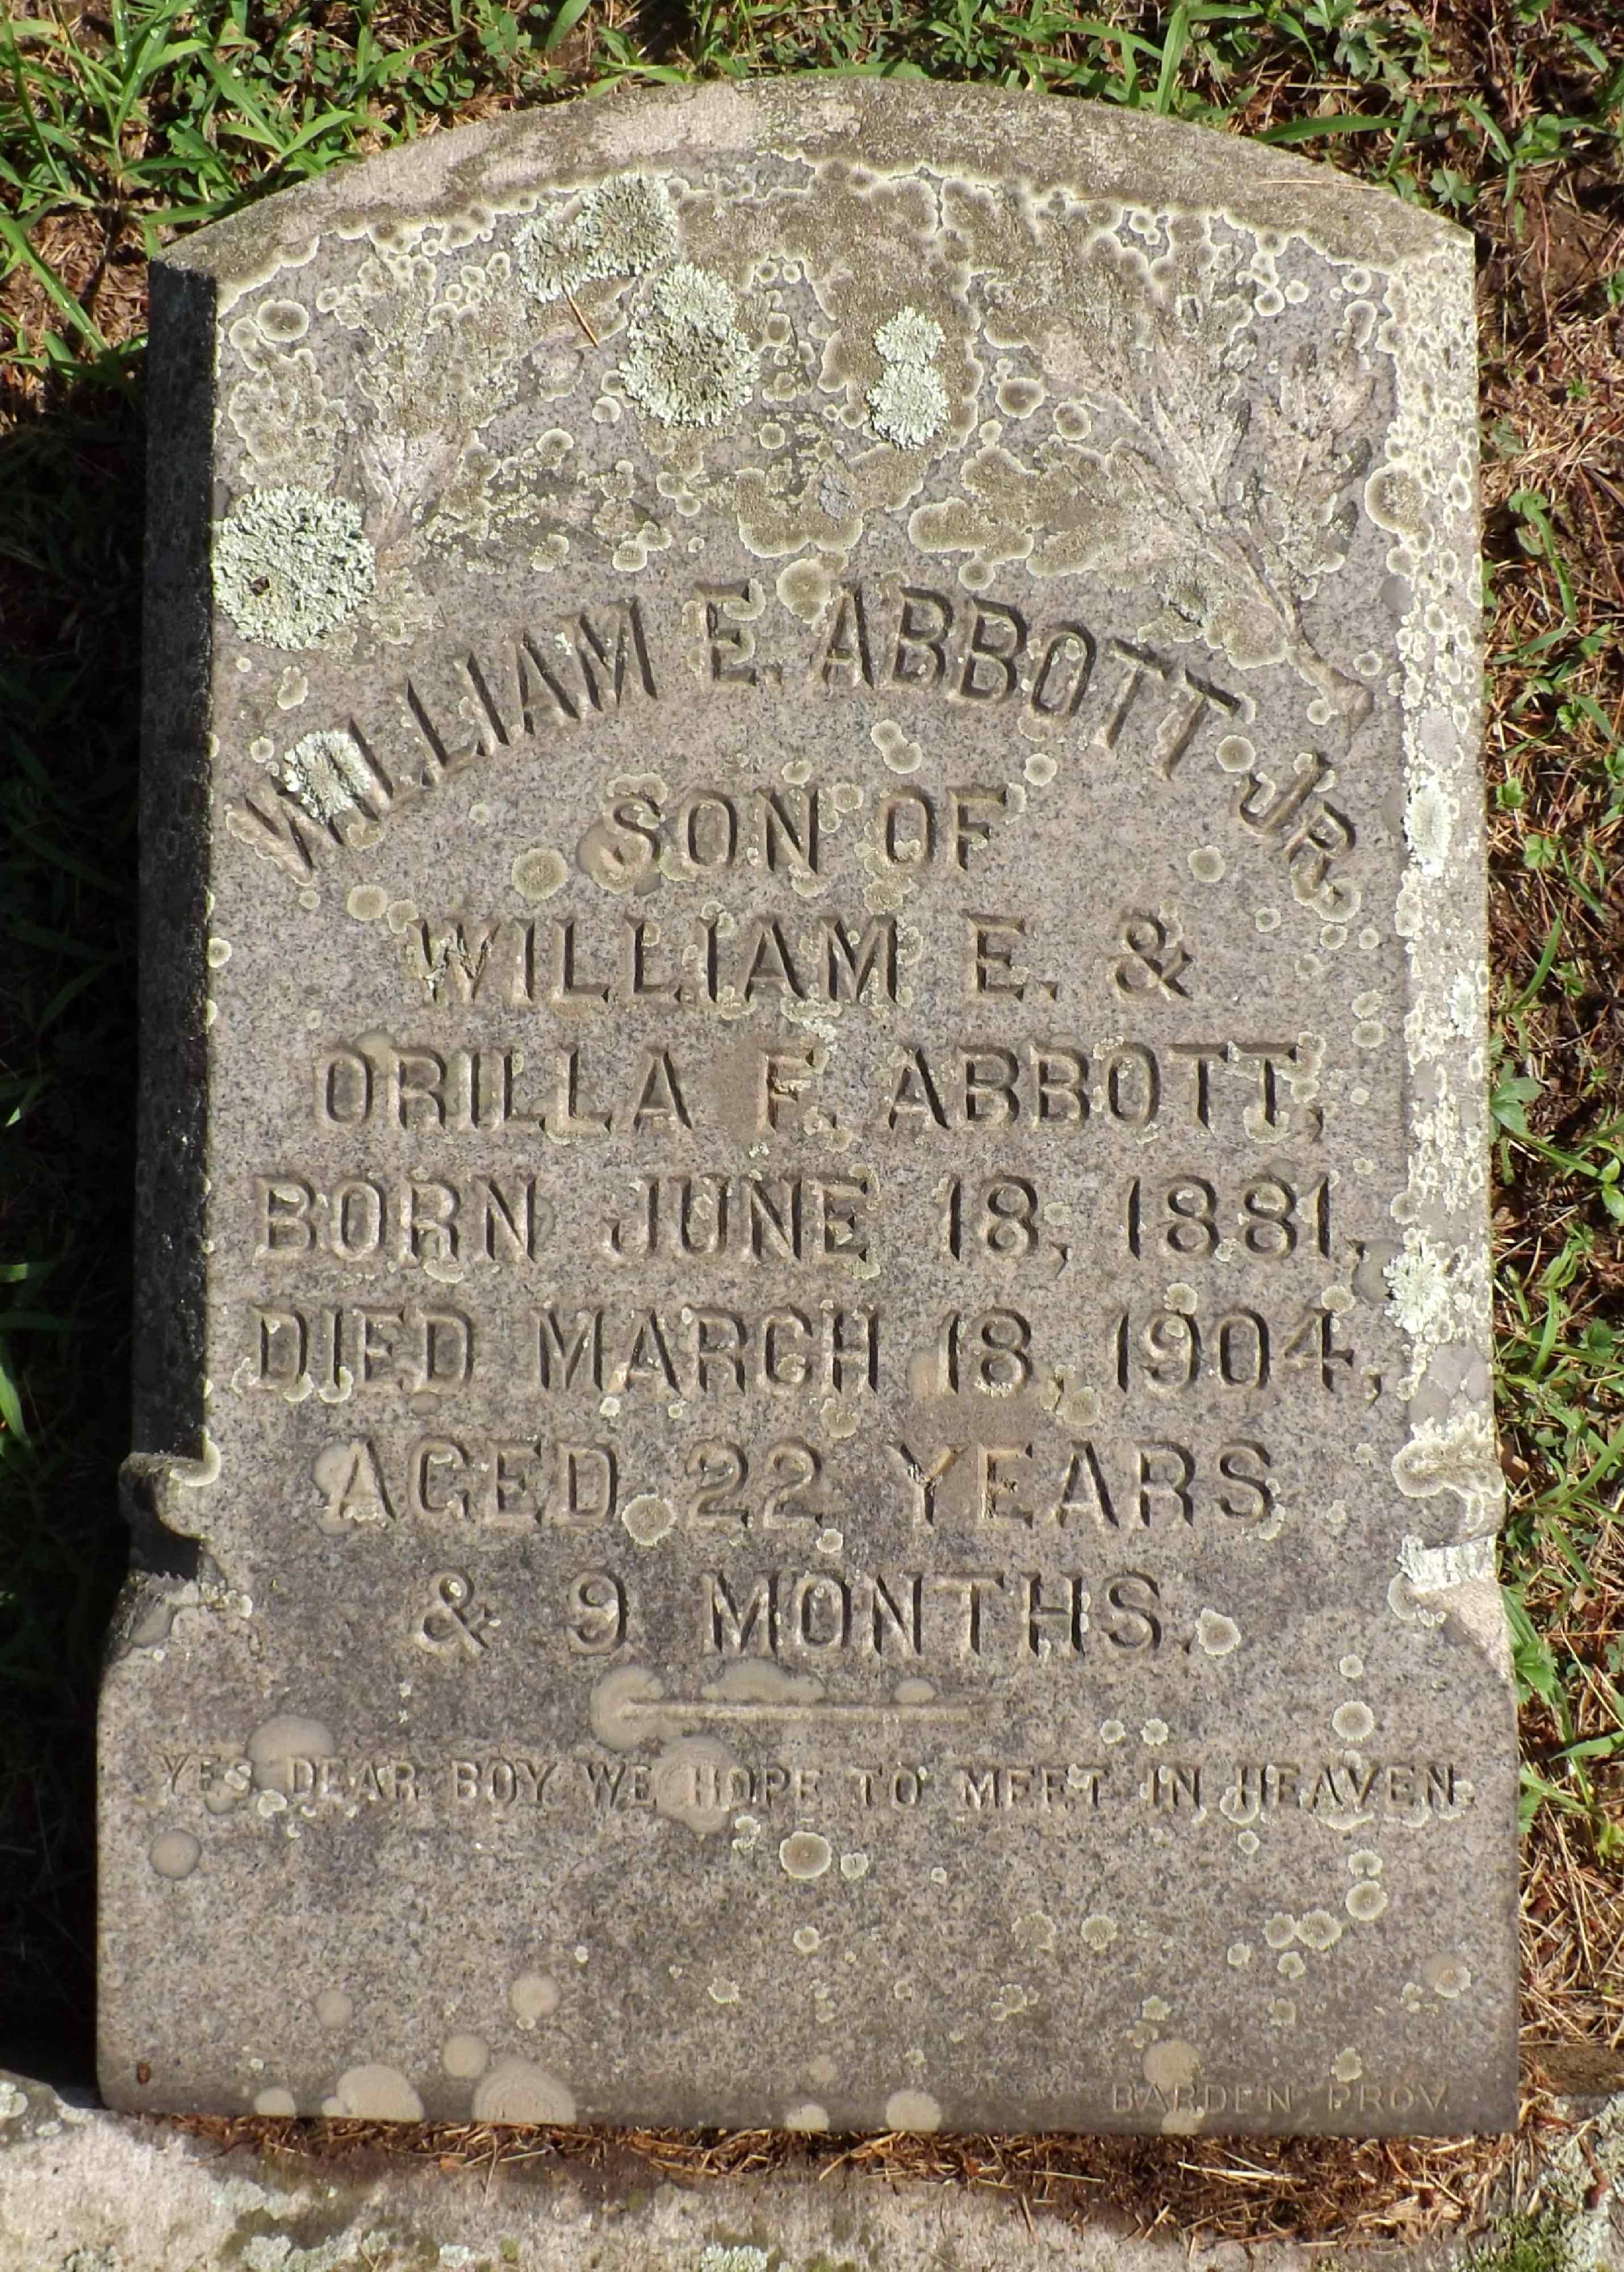 WILLIAM E. ABBOTT JR.
SON OF
WILLIAM E. &
ORILLA F. ABBOTT,
BORN JUNE 18, 1881,
DIED MARCH 18, 1904,
AGED 22 YEARS
& 9 MONTHS.
YES DEAR BOY WE HOPE TO MEET IN HEAVEN.
BARDEN PROV.